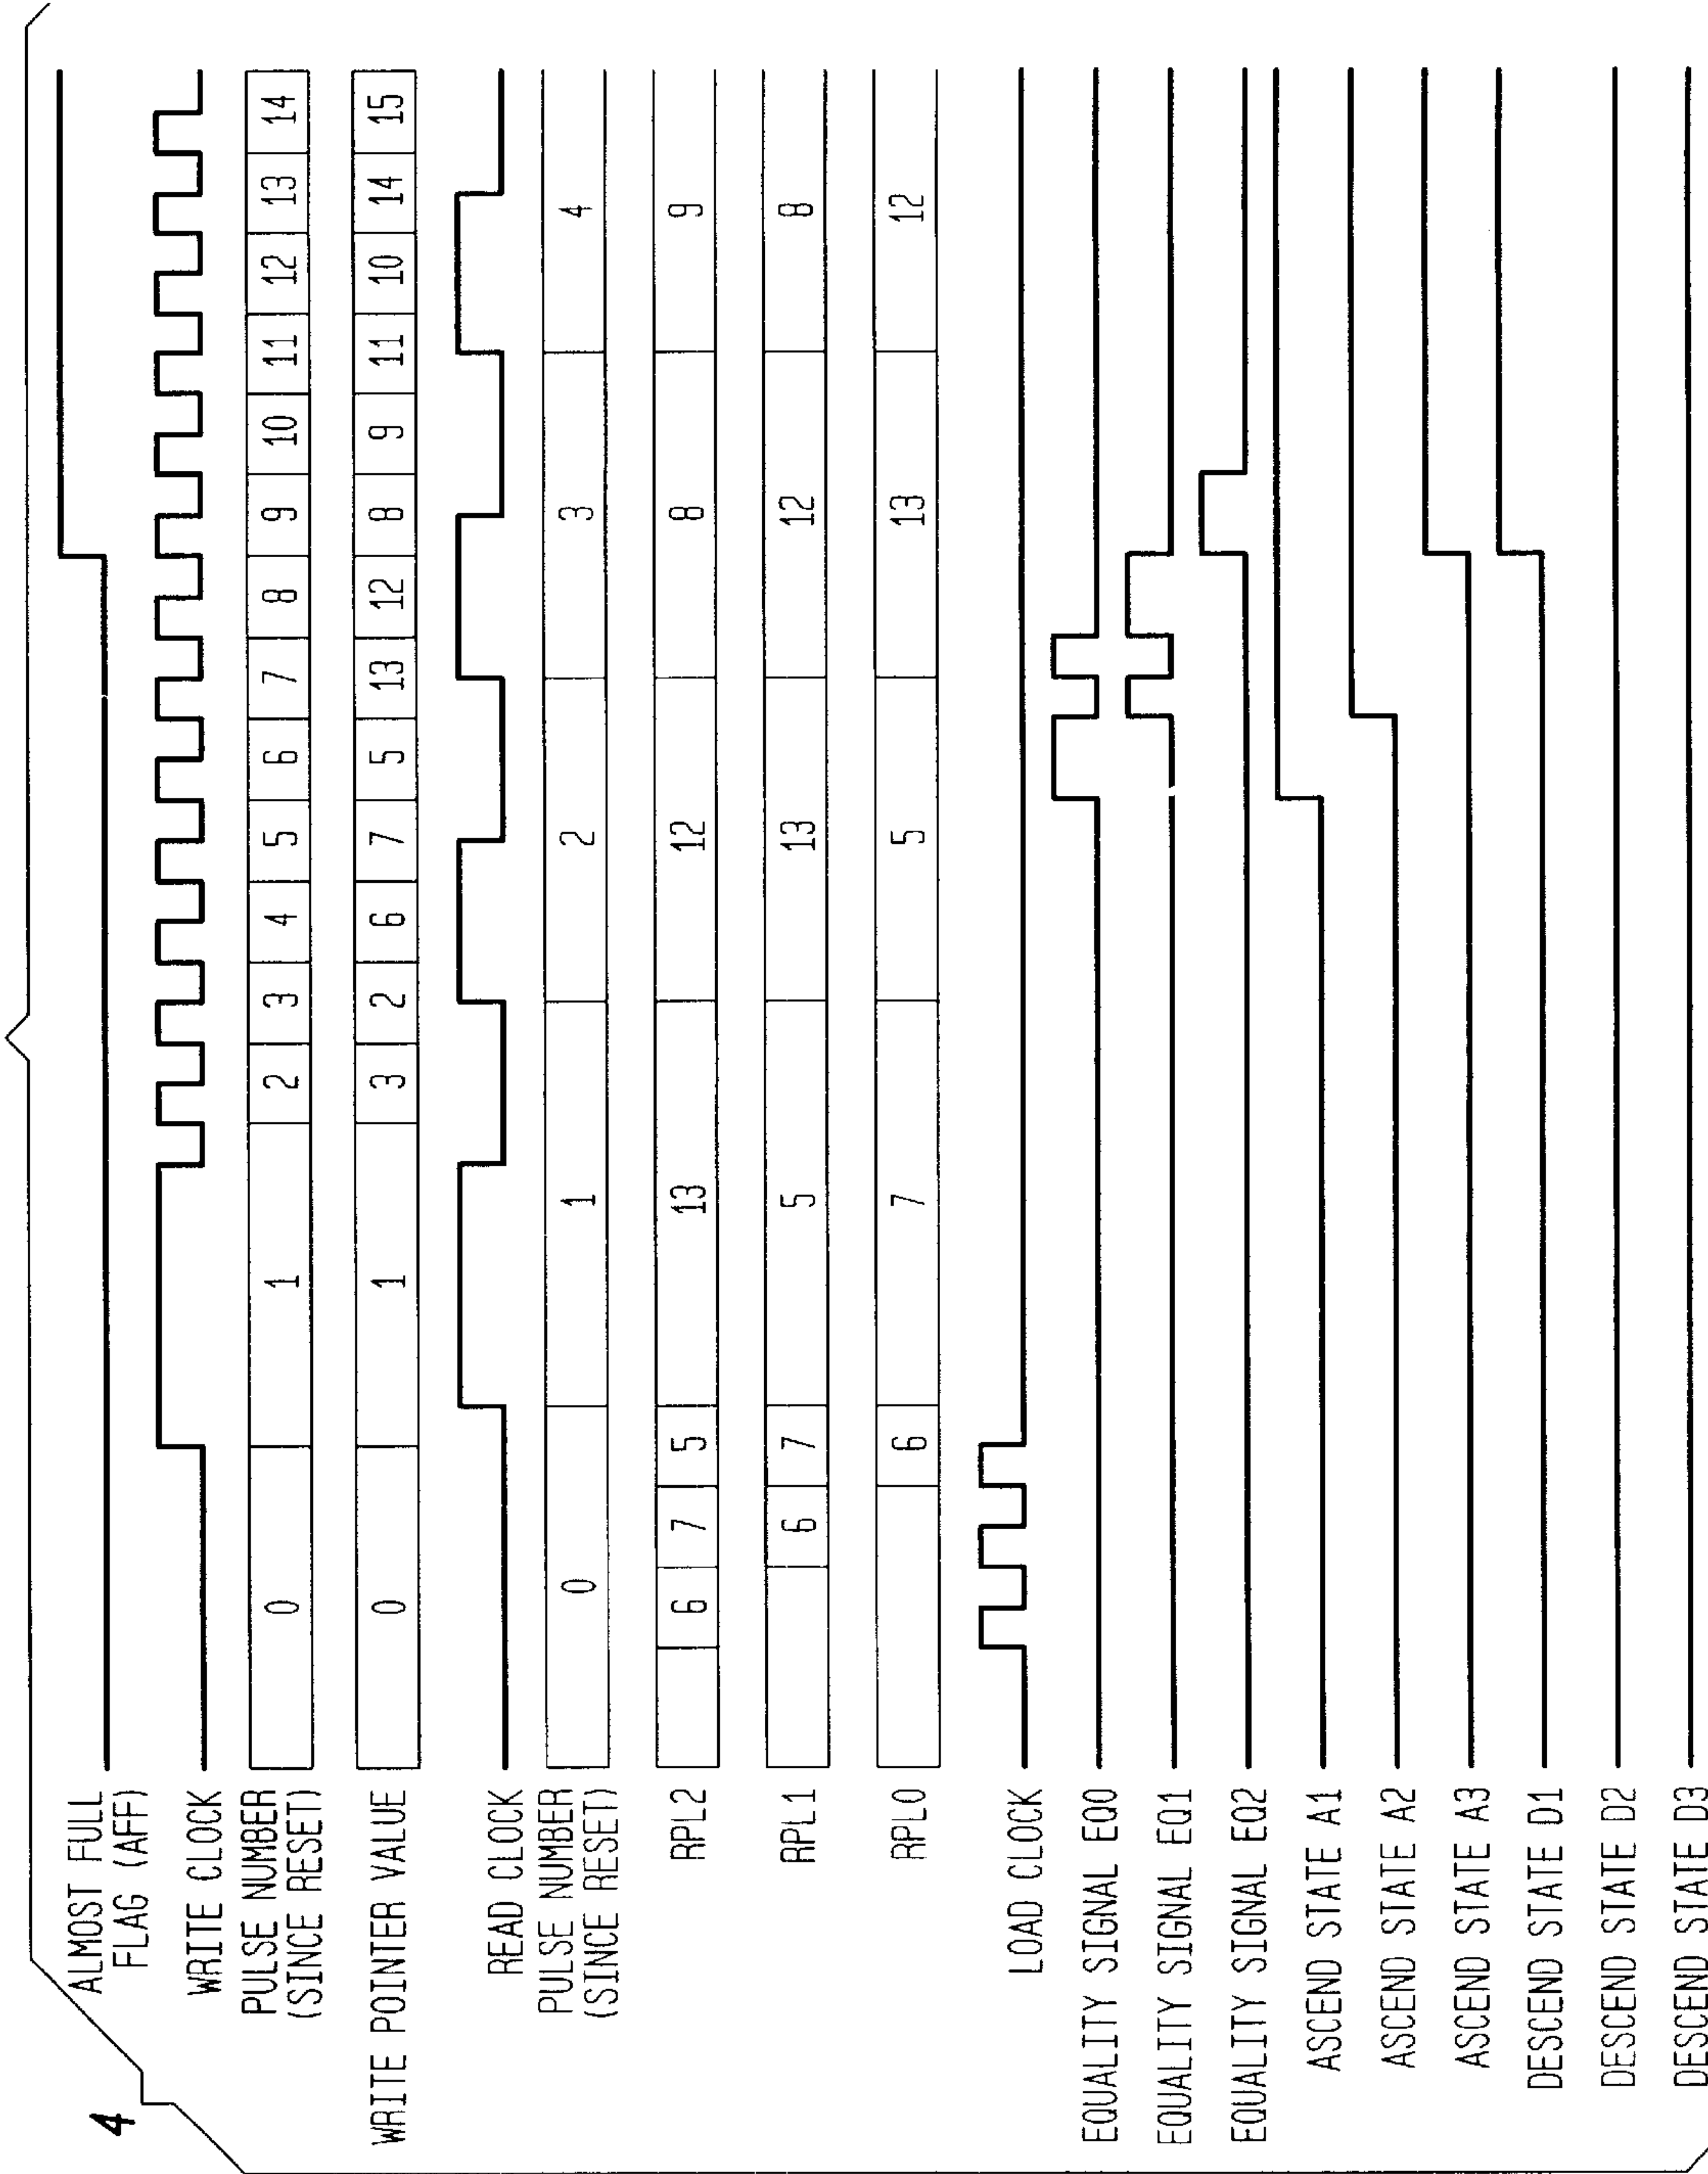 4
ALMOST FULL
FLAG (AFF)
WRITE CLOCK
PULSE NUMBER
(SINCE RESET)
0 1 2 3 4 5 6 7 8 9 10 11 12 13 14
WRITE POINTER VALUE
0 1 3 2 6 7 5 13 12 8 9 11 10 14 15
READ CLOCK
PULSE NUMBER
(SINCE RESET)
0 1 2 3 4
RPL2
6 7 5 13 12 8 9
RPL1
6 7 5 13 12 8
RPL0
6 7 5 13 12
LOAD CLOCK
EQUALITY SIGNAL EQ0
EQUALITY SIGNAL EQ1
EQUALITY SIGNAL EQ2
ASCEND STATE A1
ASCEND STATE A2
ASCEND STATE A3
DESCEND STATE D1
DESCEND STATE D2
DESCEND STATE D3